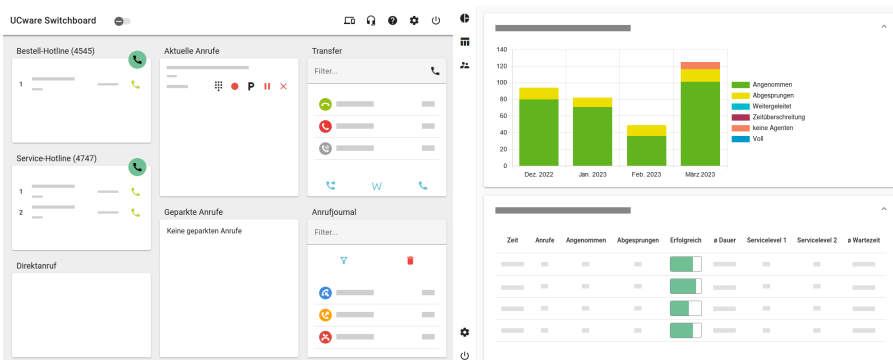 UCware Switchboard
Bestell-Hotline (4545)
1
Service-Hotline (4747)
1
2
Direktanruf
Aktuelle Anrufe
P
Geparkte Anrufe
Keine geparkten Anrufe
Transfer
Filter...
W
Anrufjournal
Filter...
140
120
100
80
60
40
20
0
Dez. 2022 Jan. 2023 Feb. 2023 März 2023
Angenommen
Abgesprungen
Weitergeleitet
Zeitüberschreitung
keine Agenten
Voll
Zeit Anrufe Angenommen Abgesprungen Erfolgreich ø Dauer Servicelevel 1 Servicelevel 2 ø Wartezeit